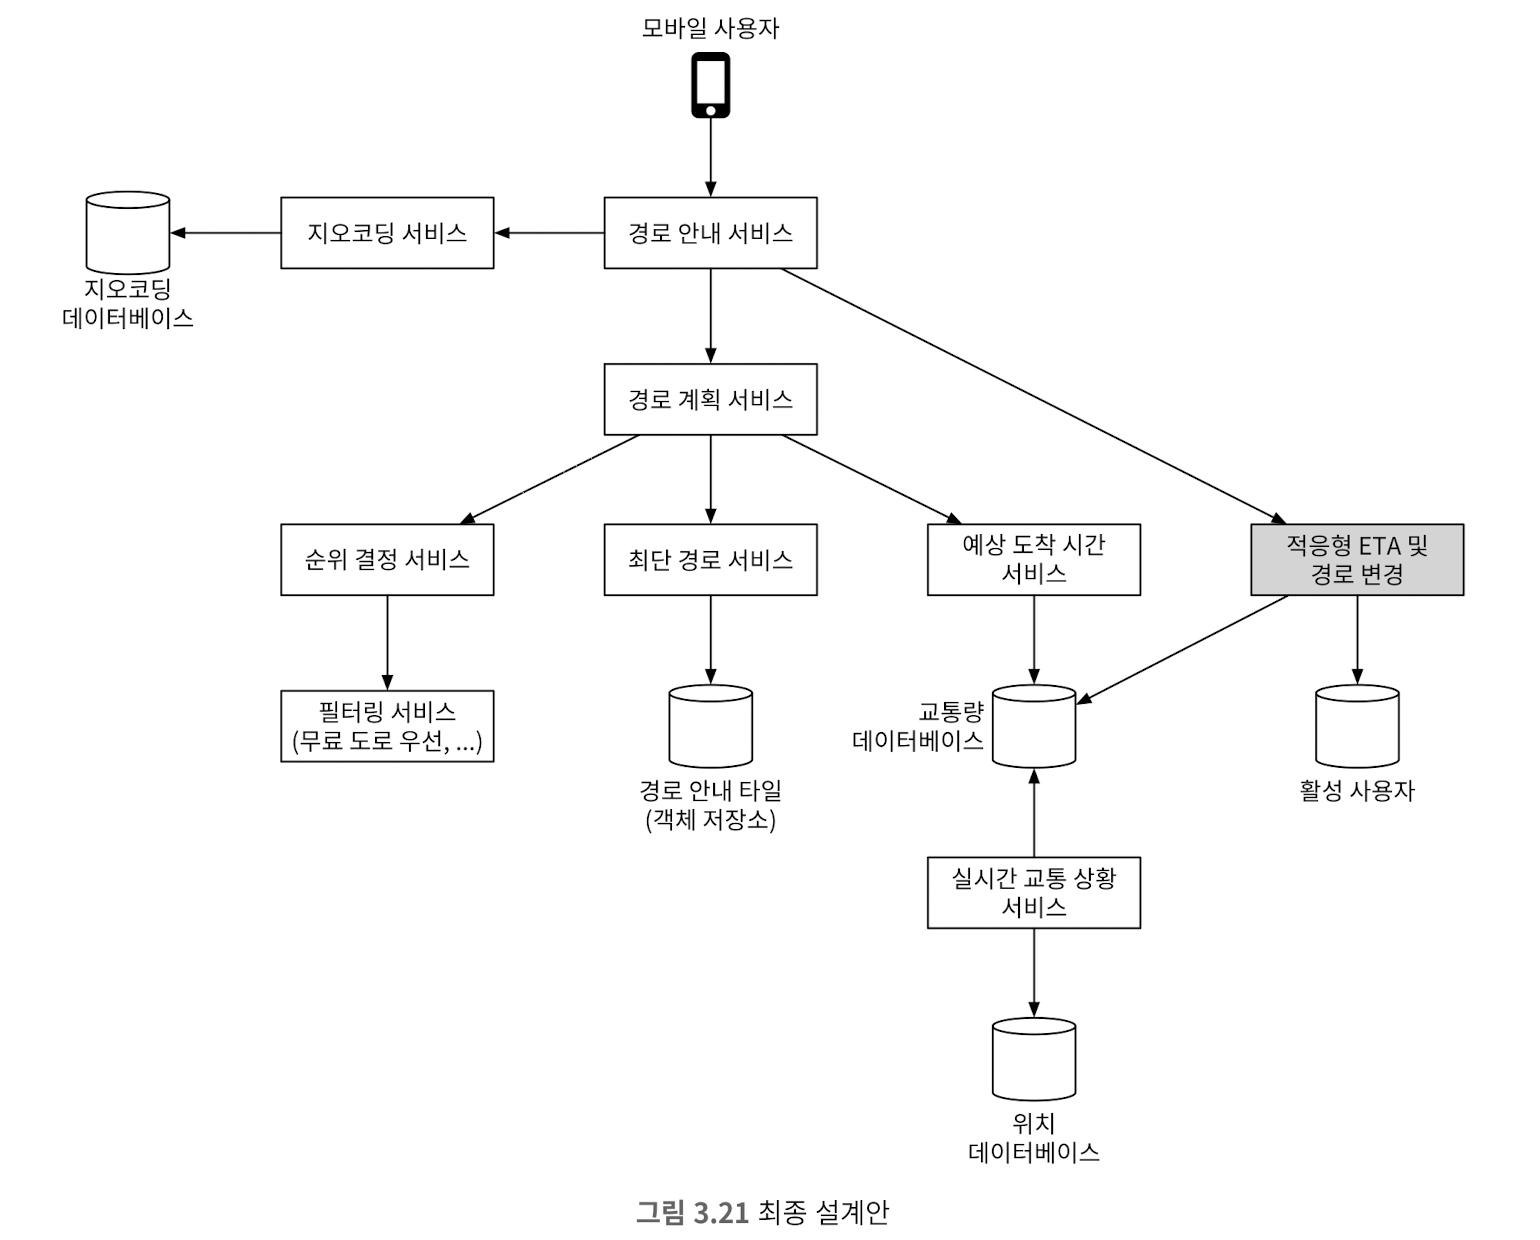 모바일 사용자
지오코딩 서비스
경로 안내 서비스
지오코딩
데이터베이스
경로 계획 서비스
순위 결정 서비스
최단 경로 서비스
예상 도착 시간
서비스
적응형 ETA 및
경로 변경
필터링 서비스
(무료 도로 우선, ...)
경로 안내 타일
(객체 저장소)
교통량
데이터베이스
활성 사용자
실시간 교통 상황
서비스
위치
데이터베이스
그림 3.21 최종 설계안